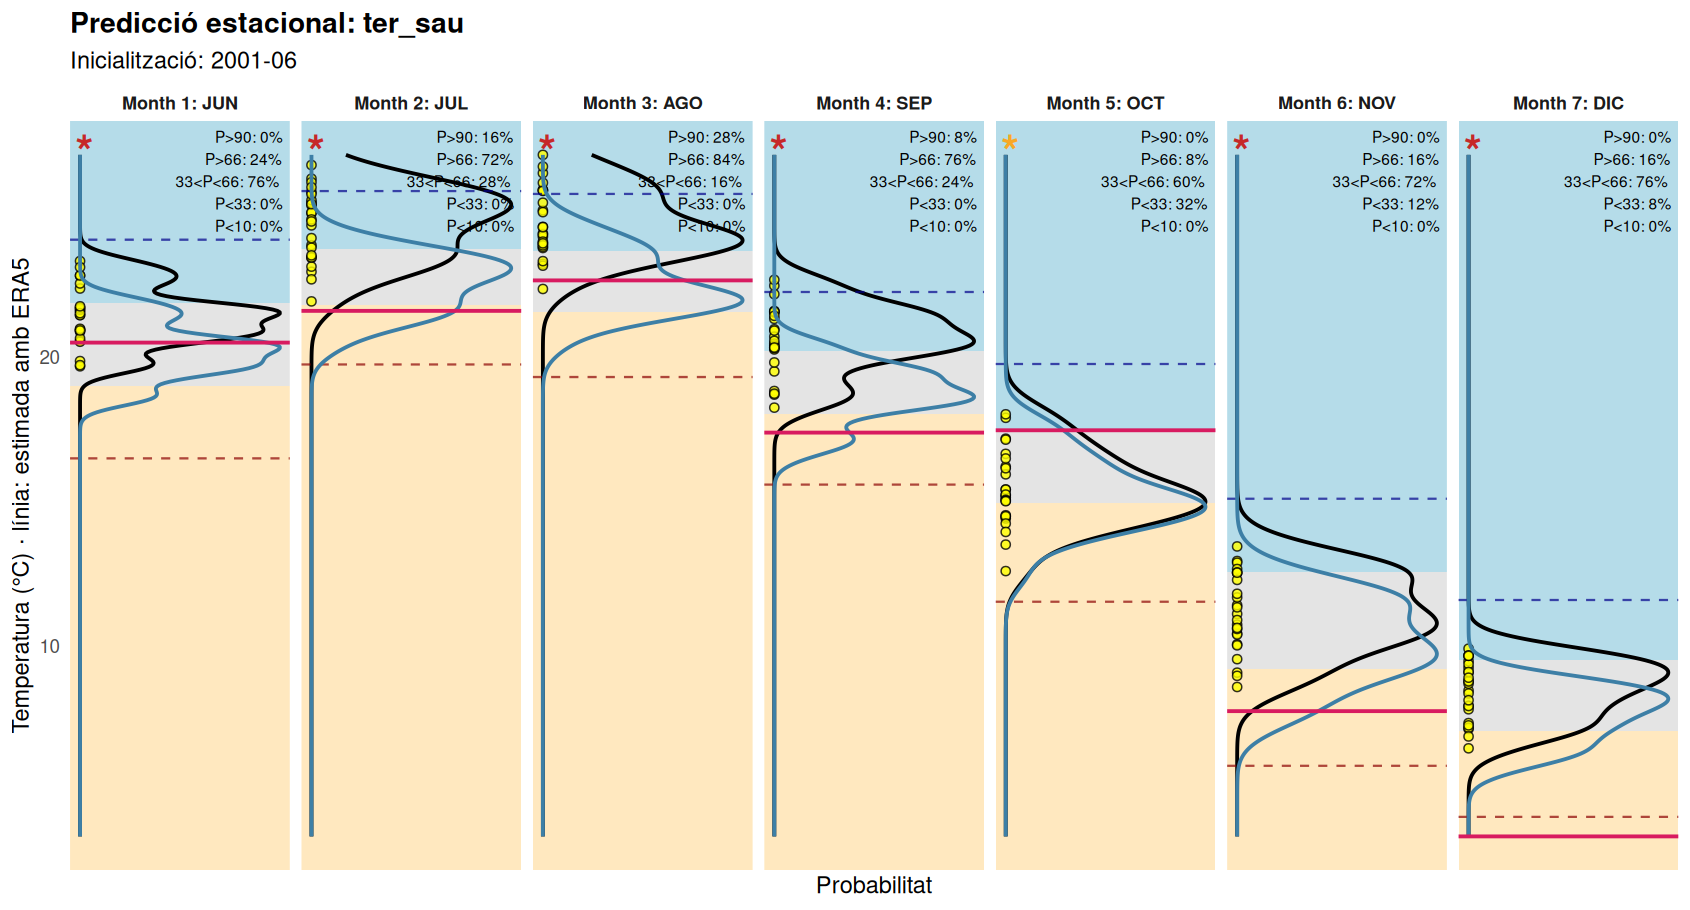 Predicció estacional: ter_sau
Inicialització: 2001-06
Month 1: JUN
Month 2: JUL
Month 3: AGO
Month 4: SEP
Month 5: OCT
Month 6: NOV
Month 7: DIC
*
P>90: 0%
P>66: 24%
33<P<66: 76%
P<33: 0%
P<10: 0%
*
P>90: 16%
P>66: 72%
33<P<66: 28%
P<33: 0%
P<10: 0%
*
P>90: 28%
P>66: 84%
33<P<66: 16%
P<33: 0%
P<10: 0%
*
P>90: 8%
P>66: 76%
33<P<66: 24%
P<33: 0%
P<10: 0%
*
P>90: 0%
P>66: 8%
33<P<66: 60%
P<33: 32%
P<10: 0%
*
P>90: 0%
P>66: 16%
33<P<66: 72%
P<33: 12%
P<10: 0%
*
P>90: 0%
P>66: 16%
33<P<66: 76%
P<33: 8%
P<10: 0%
Temperatura (°C) · línia: estimada amb ERA5
20
10
Probabilitat